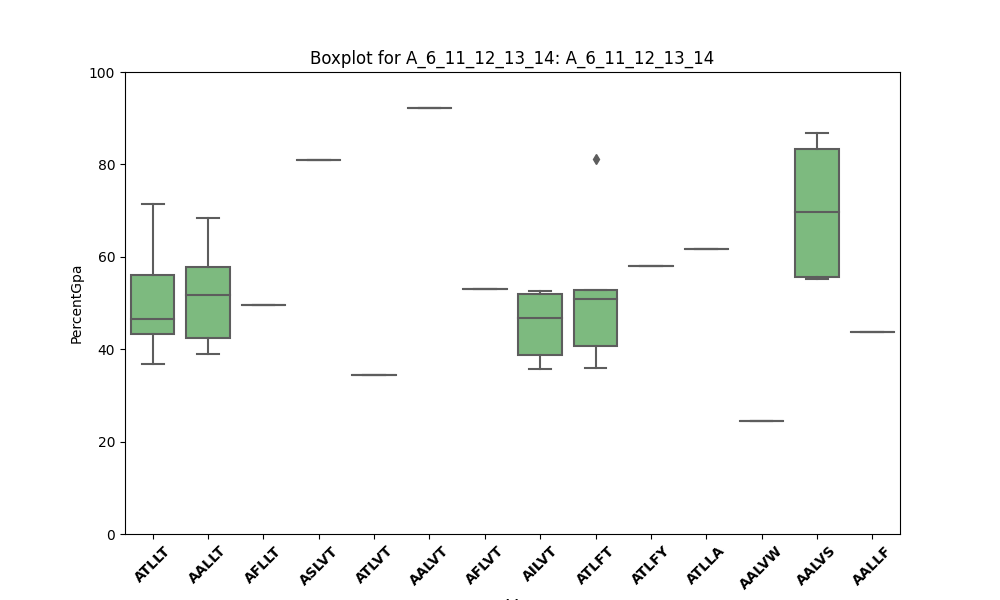 Boxplot for A_6_11_12_13_14: A_6_11_12_13_14
100
80
60
40
20
0
PercentGpa
ATLLT
AALLT
AFLLT
ASLVT
ATLVT
AALVT
AFLVT
AILVT
ATLFT
ATLFY
ATLLA
AALVW
AALVS
AALLF